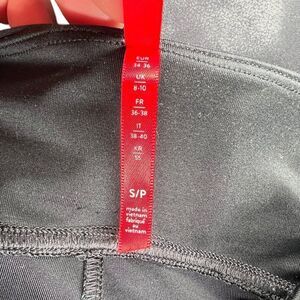 EUR
34 36
UK
8-10
FR
36-38
IT
38-40
KR
55
S/P
made in
vietnam
fabriqué
au
vietnam